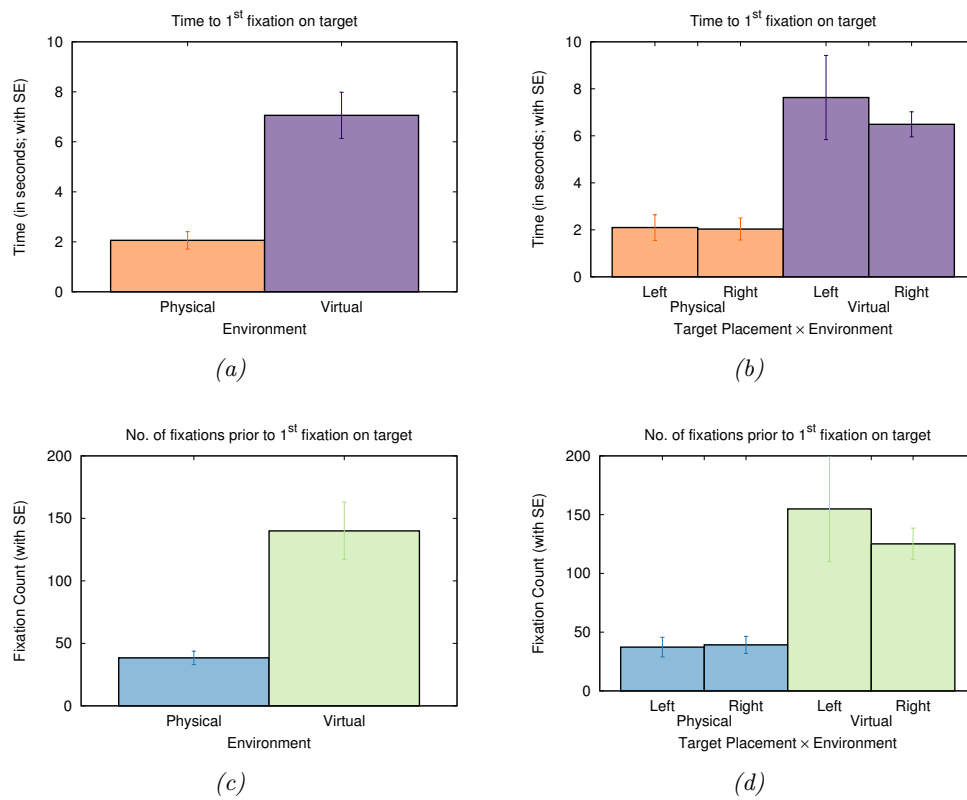 Time to 1st fixation on target
Time (in seconds; with SE)
10
8
6
4
2
0
Physical Virtual
Environment
(a)
Time to 1st fixation on target
Time (in seconds; with SE)
10
8
6
4
2
0
Left Right Left Right
Physical Virtual
Target Placement × Environment
(b)
No. of fixations prior to 1st fixation on target
Fixation Count (with SE)
200
150
100
50
0
Physical Virtual
Environment
(c)
No. of fixations prior to 1st fixation on target
Fixation Count (with SE)
200
150
100
50
0
Left Right Left Right
Physical Virtual
Target Placement × Environment
(d)